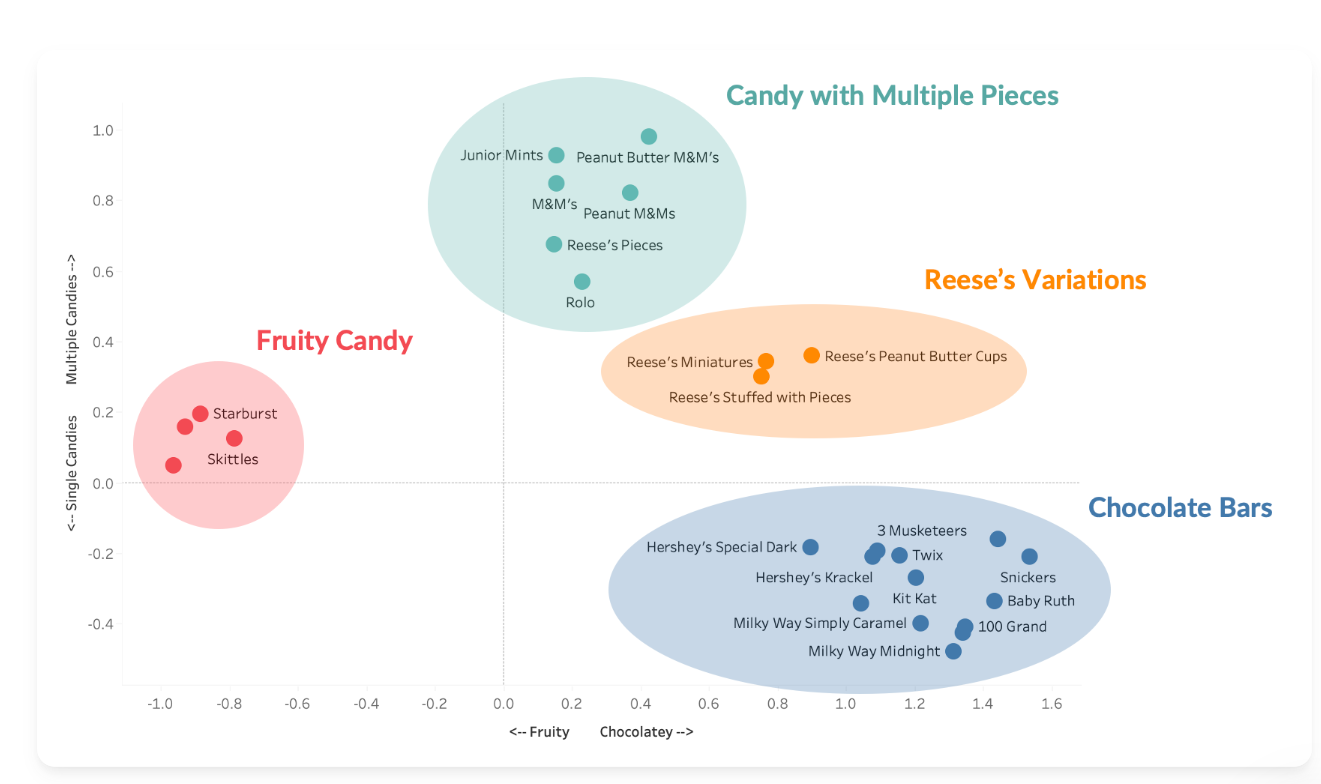 Candy with Multiple Pieces
1.0
Junior Mints
Peanut Butter M&M's
0.8
M&M's
Peanut M&Ms
Reese's Pieces
Reese's Variations
0.6
Rolo
Multiple Candies -->
Fruity Candy
0.4
Reese's Miniatures
Reese's Peanut Butter Cups
Reese's Stuffed with Pieces
0.2
Starburst
Skittles
<-- Single Candies
0.0
Chocolate Bars
3 Musketeers
Hershey's Special Dark
-0.2
Twix
Hershey's Krackel
Snickers
Kit Kat
Baby Ruth
-0.4
Milky Way Simply Caramel
100 Grand
Milky Way Midnight
-1.0 -0.8 -0.6 -0.4 -0.2 0.0 0.2 0.4 0.6 0.8 1.0 1.2 1.4 1.6
<-- Fruity Chocolatey -->